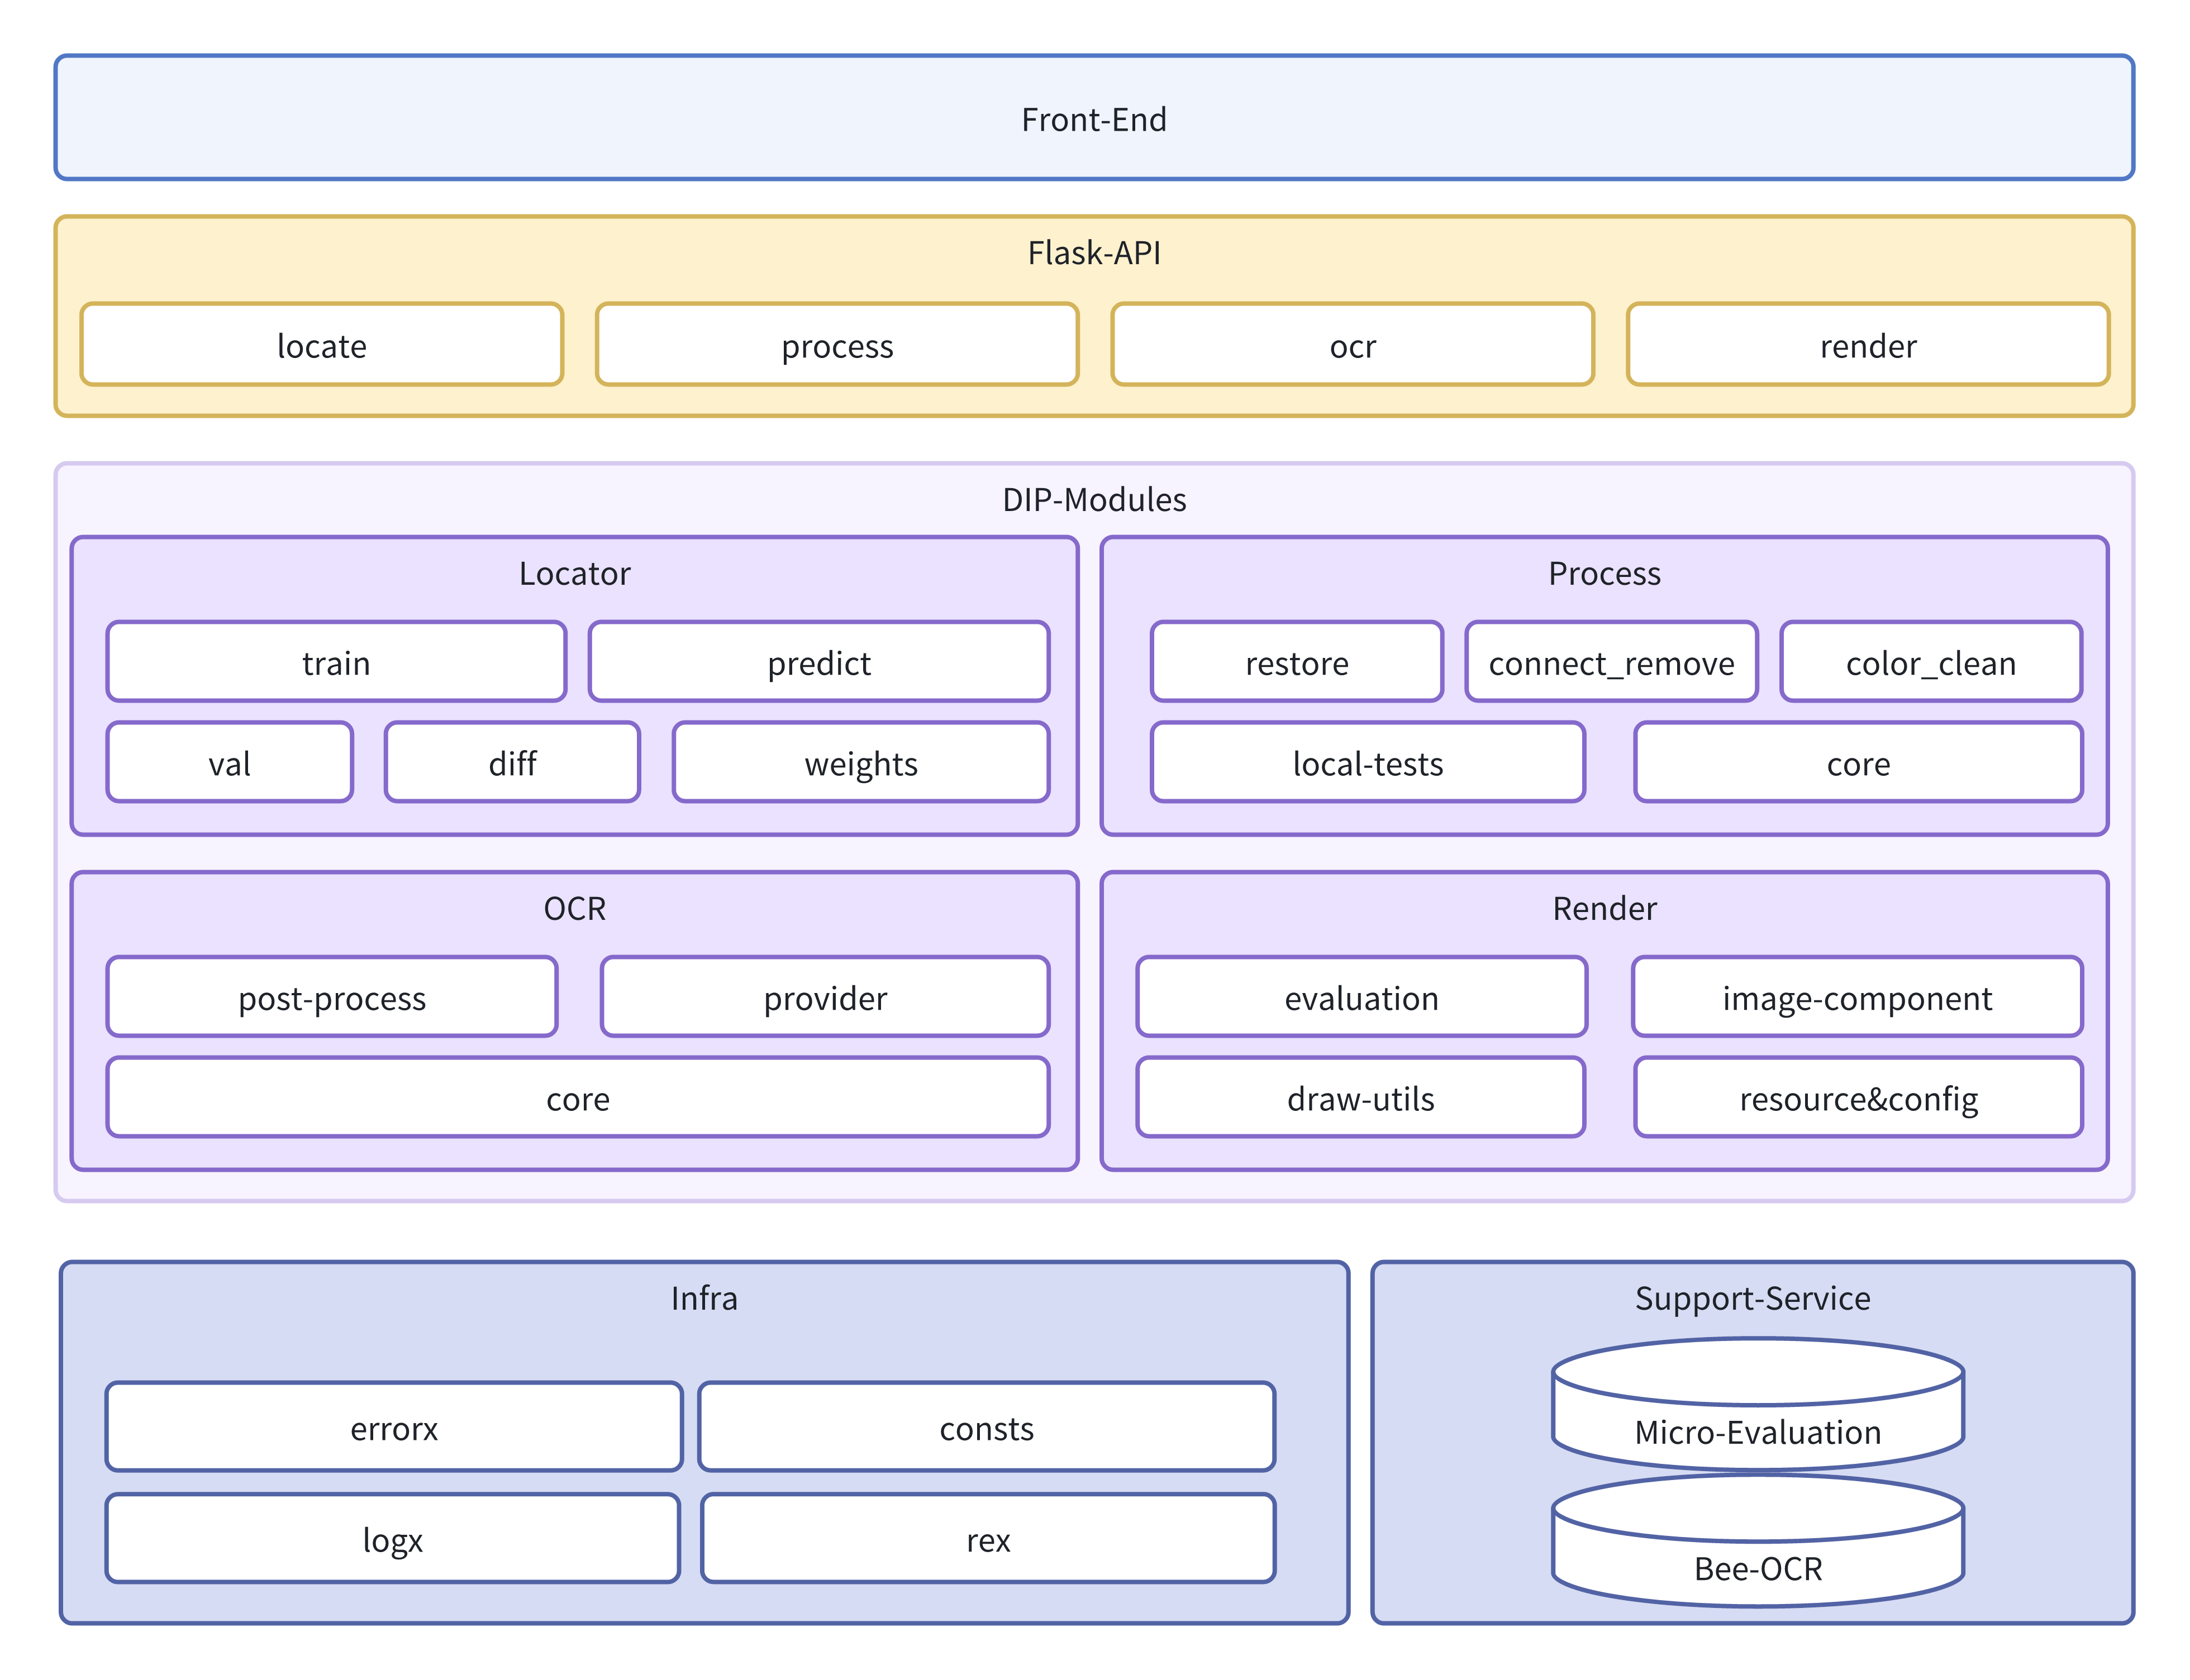 Front-End
Flask-API
locate
process
ocr
render
DIP-Modules
Locator
train
predict
val
diff
weights
Process
restore
connect_remove
color_clean
local-tests
core
OCR
post-process
provider
core
Render
evaluation
image-component
draw-utils
resource&config
Infra
errorx
consts
logx
rex
Support-Service
Micro-Evaluation
Bee-OCR